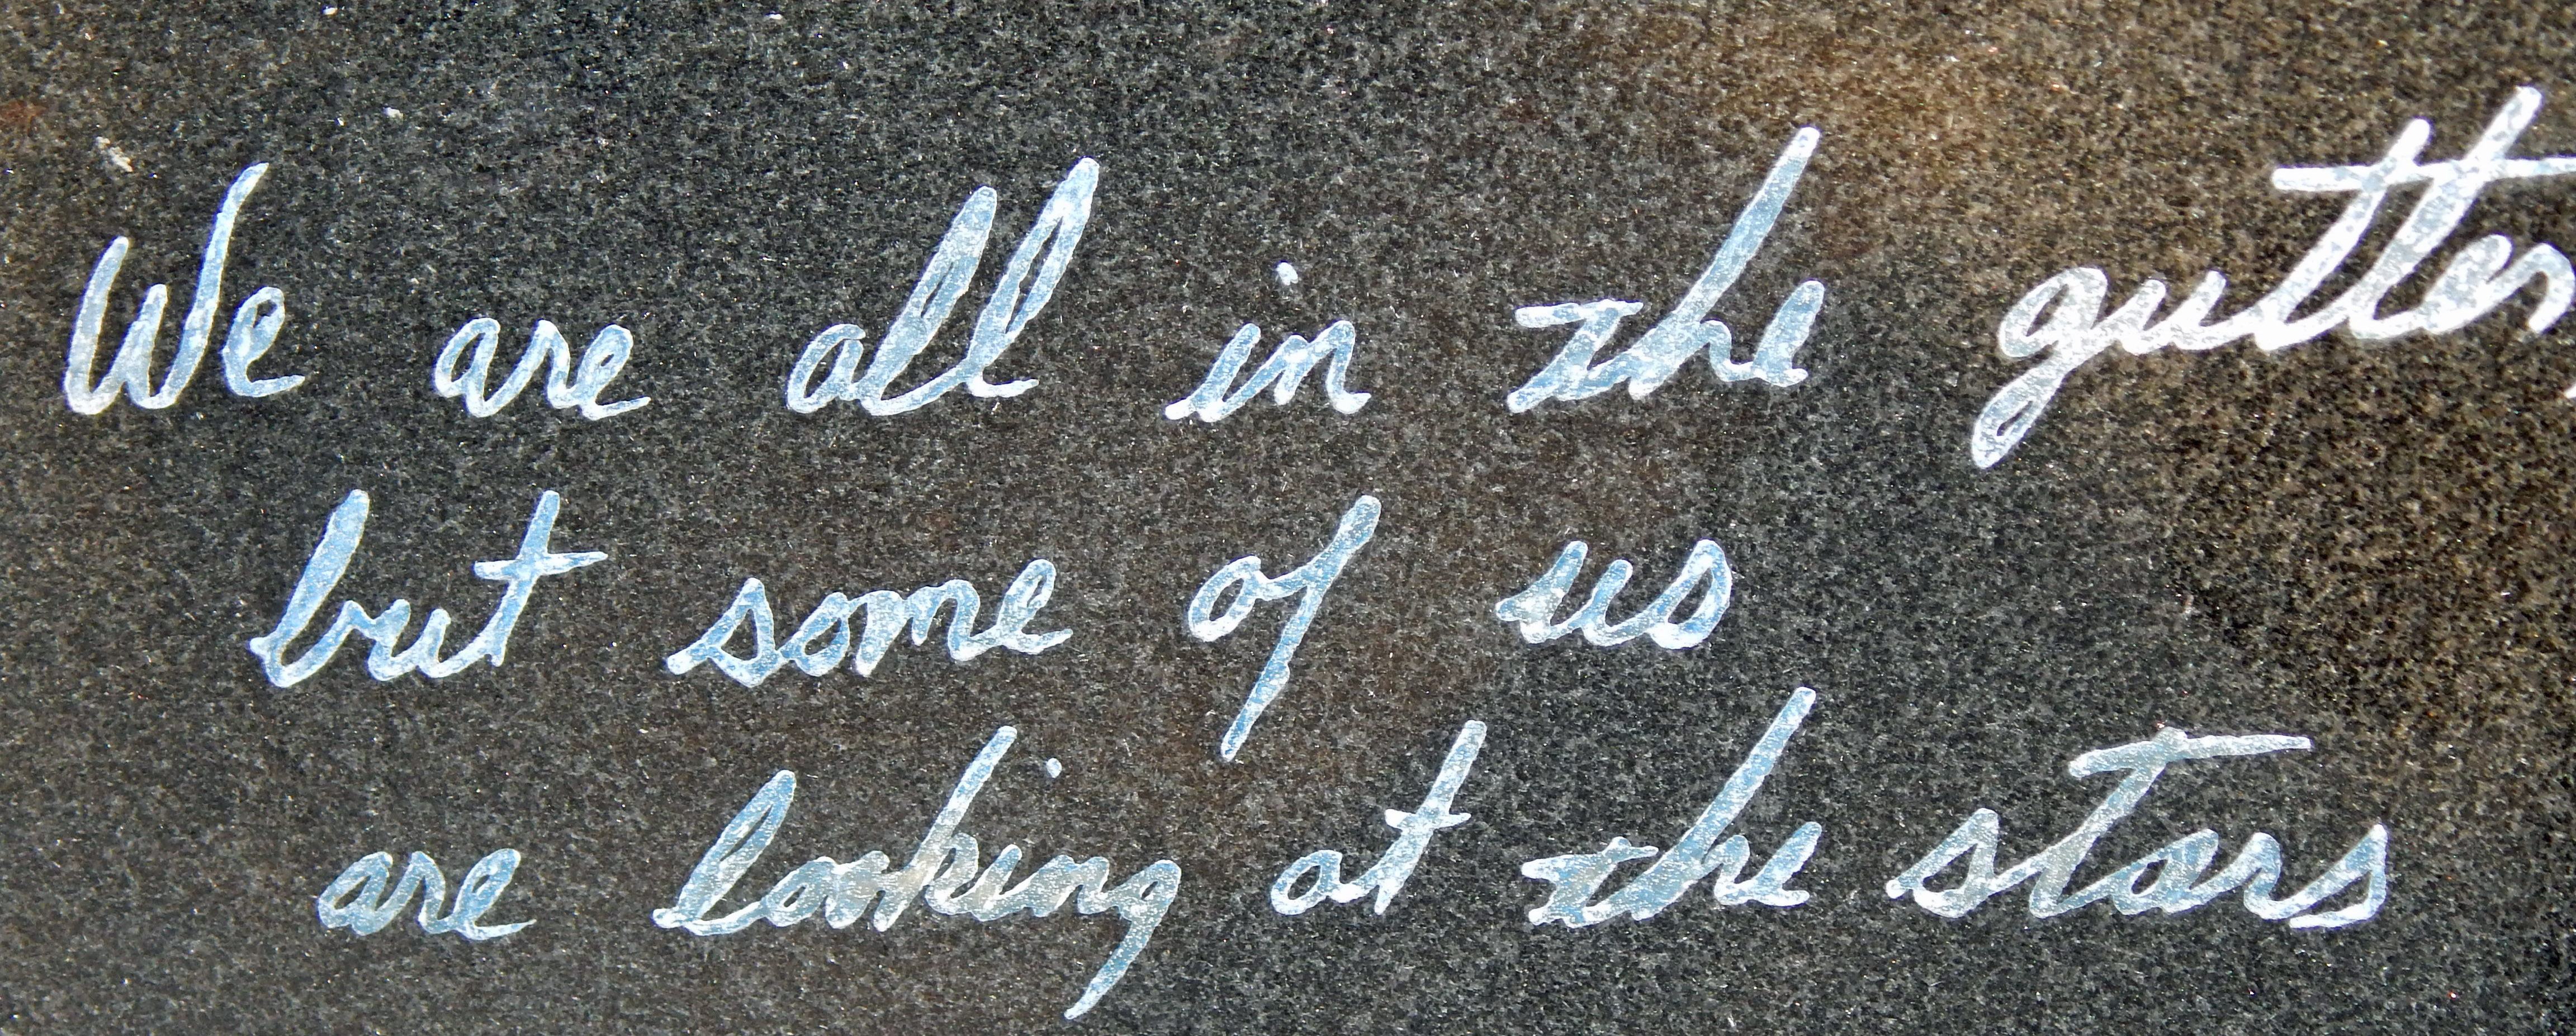 We are all in the gutter,
but some of us
are looking at the stars